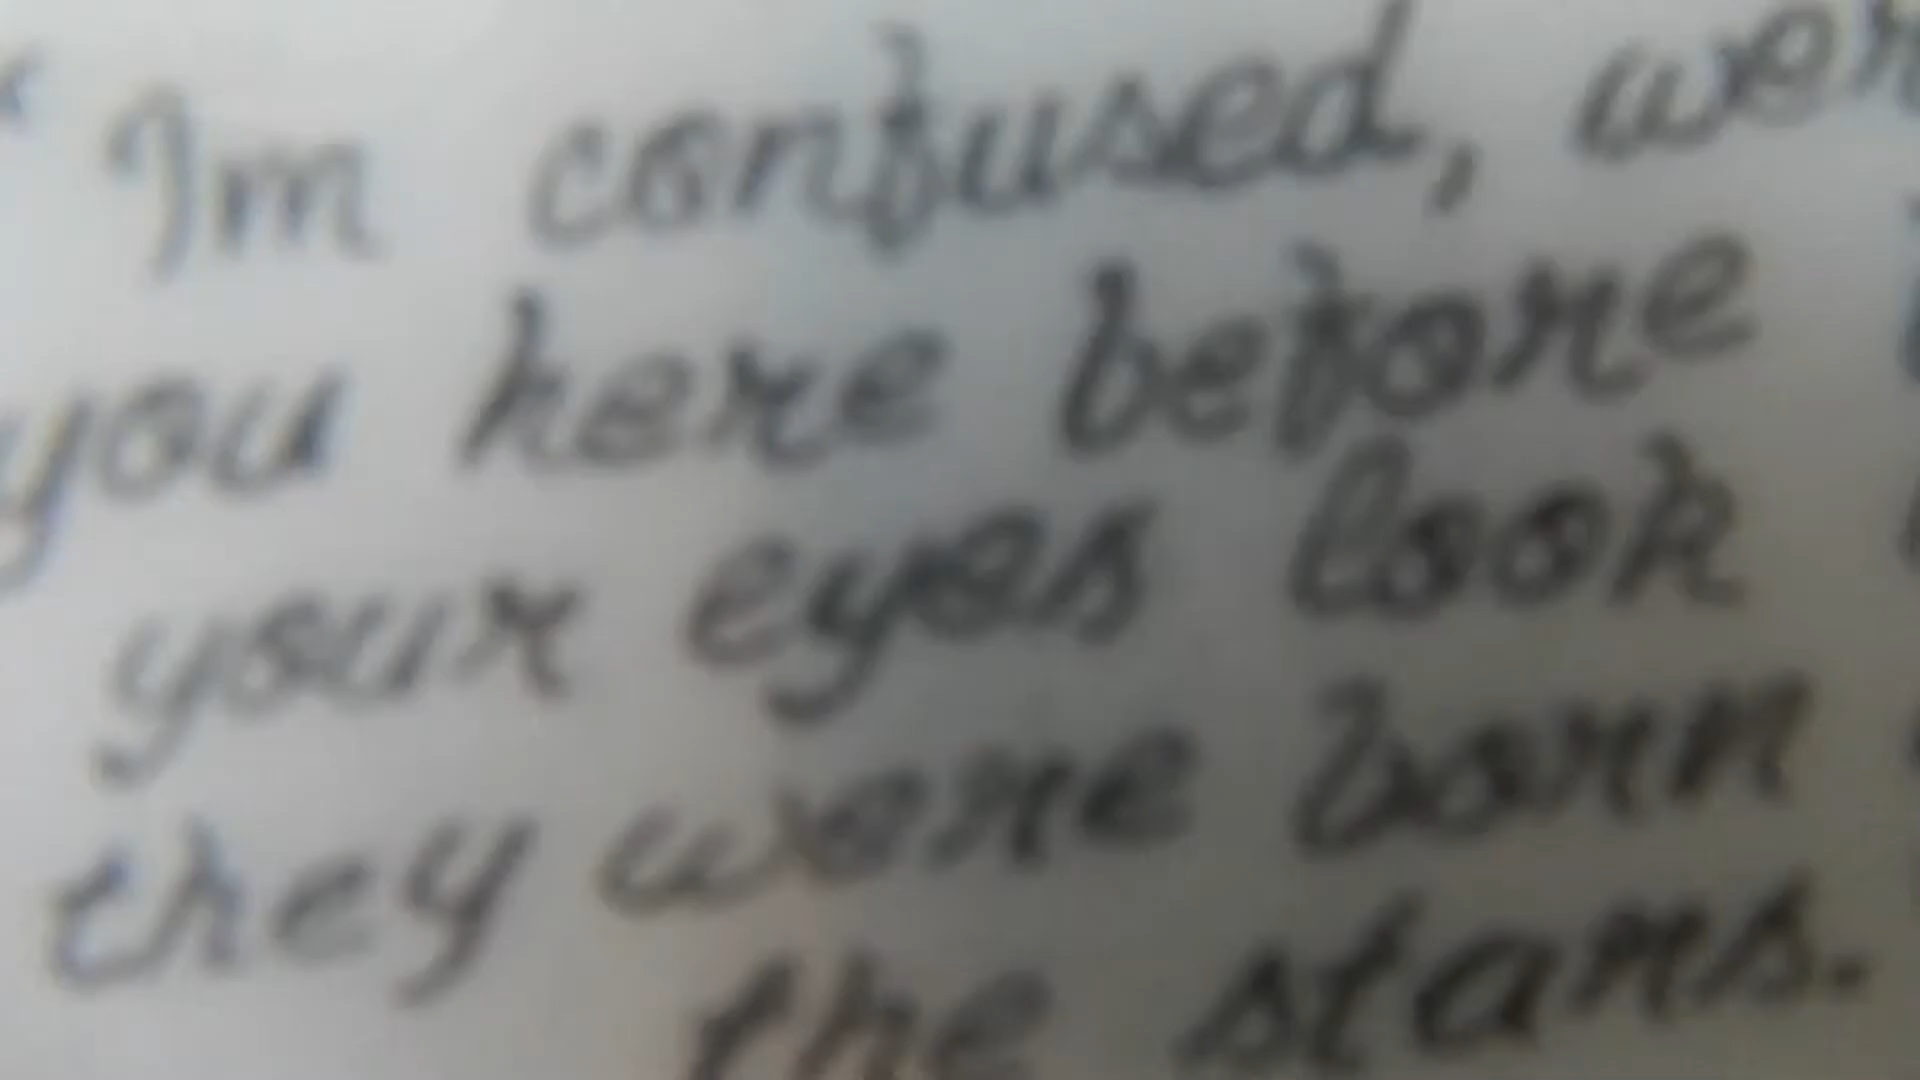 "Im confused, wer
you here before
your eyes look
they were born
the stars.